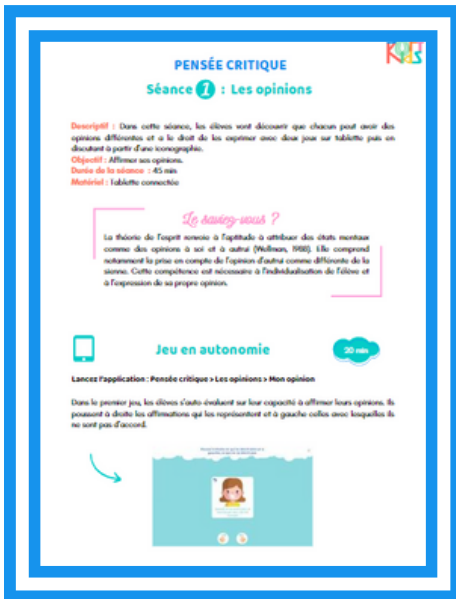 Kids
PENSÉE CRITIQUE
Séance 1 : Les opinions
Descriptif : Dans cette séance, les élèves vont découvrir que chacun peut avoir des
opinions différentes et a le droit de les exprimer avec deux jeux sur tablette puis en
discutant à partir d'une iconographie.
Objectif : Affirmer ses opinions.
Durée de la séance : 45 min
Matériel : Tablette connectée
Le saviez-vous ?
La théorie de l'esprit renvoie à l'aptitude à attribuer des états mentaux
comme des opinions à soi et à autrui (Wellman, 1988). Elle comprend
notamment la prise en compte de l'opinion d'autrui comme différente de la
sienne. Cette compétence est nécessaire à l'individualisation de l'élève et
à l'expression de sa propre opinion.
Jeu en autonomie
20 min
Lancez l'application : Pensée critique > Les opinions > Mon opinion
Dans le premier jeu, les élèves s'auto-évaluent sur leur capacité à affirmer leurs opinions. Ils
poussent à droite les affirmations qui les représentent et à gauche celles avec lesquelles ils
ne sont pas d'accord.